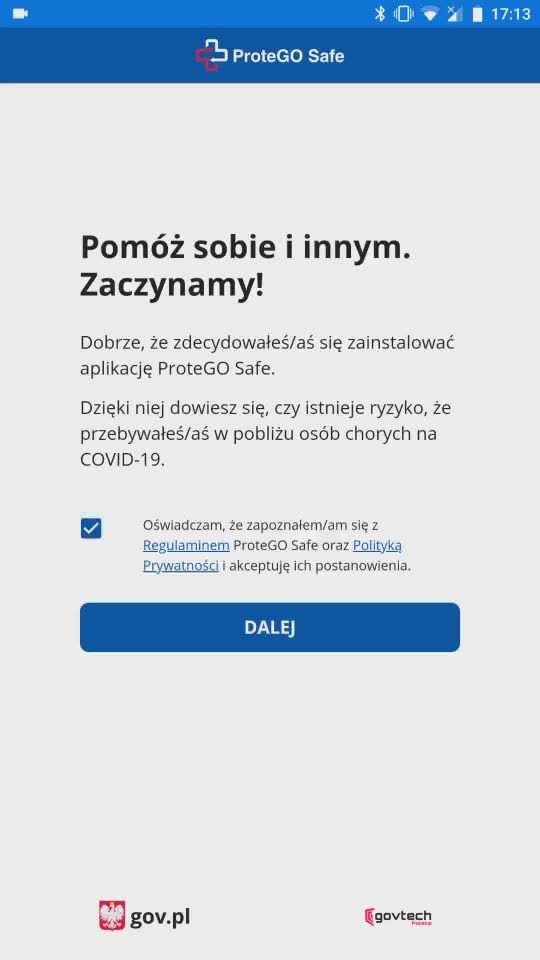 17:13
ProteGO Safe
Pomóż sobie i innym.
Zaczynamy!
Dobrze, że zdecydowałeś/aś się zainstalować
aplikację ProteGO Safe.
Dzięki niej dowiesz się, czy istnieje ryzyko, że
przebywałeś/aś w pobliżu osób chorych na
COVID-19.
Oświadczam, że zapoznałem/am się z
Regulaminem ProteGO Safe oraz Polityką
Prywatności i akceptuję ich postanowienia.
DALEJ
gov.pl
govtech
Polska